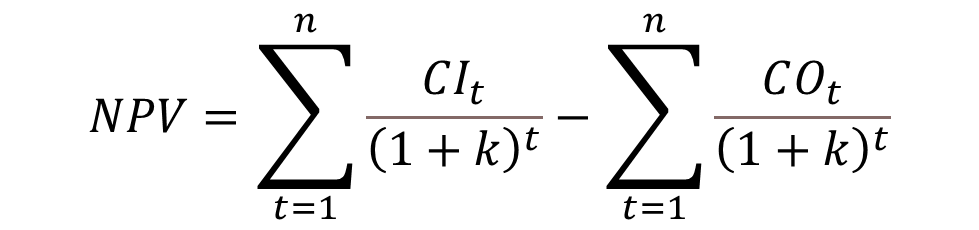 NPV = \sum_{t=1}^{n} \frac{CI_t}{(1+k)^t} - \sum_{t=1}^{n} \frac{CO_t}{(1+k)^t}